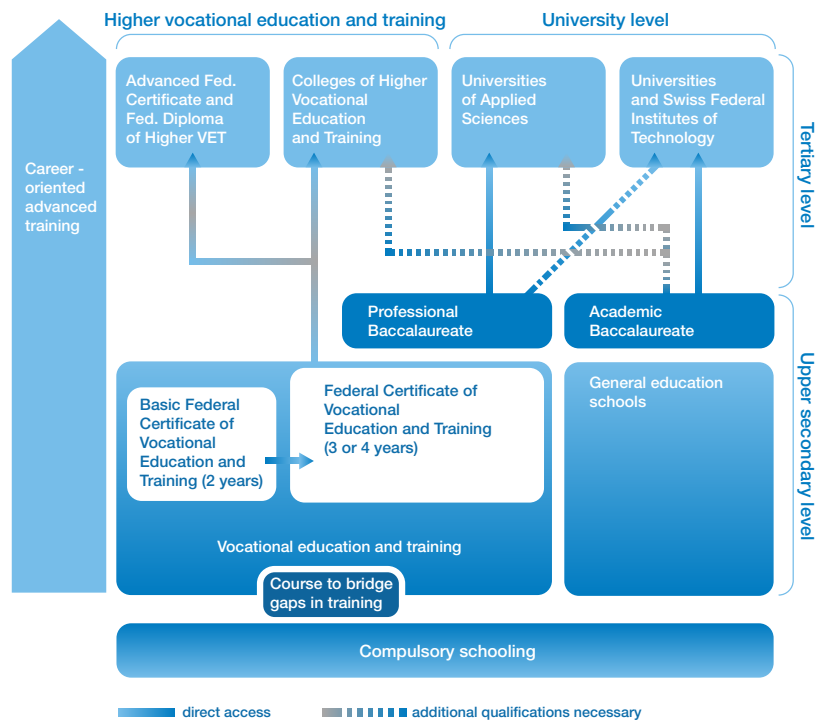 Higher vocational education and training
University level
Advanced Fed.
Certificate and
Fed. Diploma
of Higher VET
Colleges of Higher
Vocational
Education
and Training
Universities
of Applied
Sciences
Universities
and Swiss Federal
Institutes of
Technology
Tertiary level
Career -
oriented
advanced
training
Professional
Baccalaureate
Academic
Baccalaureate
Upper secondary level
Basic Federal
Certificate of
Vocational
Education and
Training (2 years)
Federal Certificate of
Vocational
Education and Training
(3 or 4 years)
General education
schools
Vocational education and training
Course to bridge
gaps in training
Compulsory schooling
direct access
additional qualifications necessary